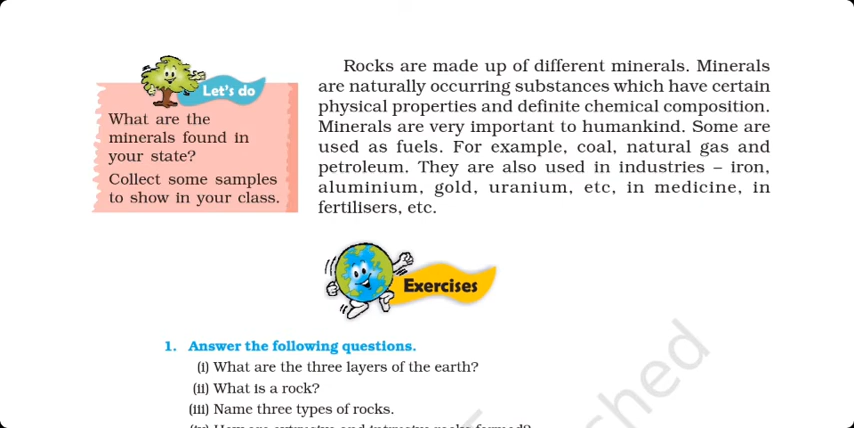 Let's do
What are the
minerals found in
your state?
Collect some samples
to show in your class.
Rocks are made up of different minerals. Minerals
are naturally occurring substances which have certain
physical properties and definite chemical composition.
Minerals are very important to humankind. Some are
used as fuels. For example, coal, natural gas and
petroleum. They are also used in industries – iron,
aluminium, gold, uranium, etc, in medicine, in
fertilisers, etc.
Exercises
1. Answer the following questions.
(i) What are the three layers of the earth?
(ii) What is a rock?
(iii) Name three types of rocks.